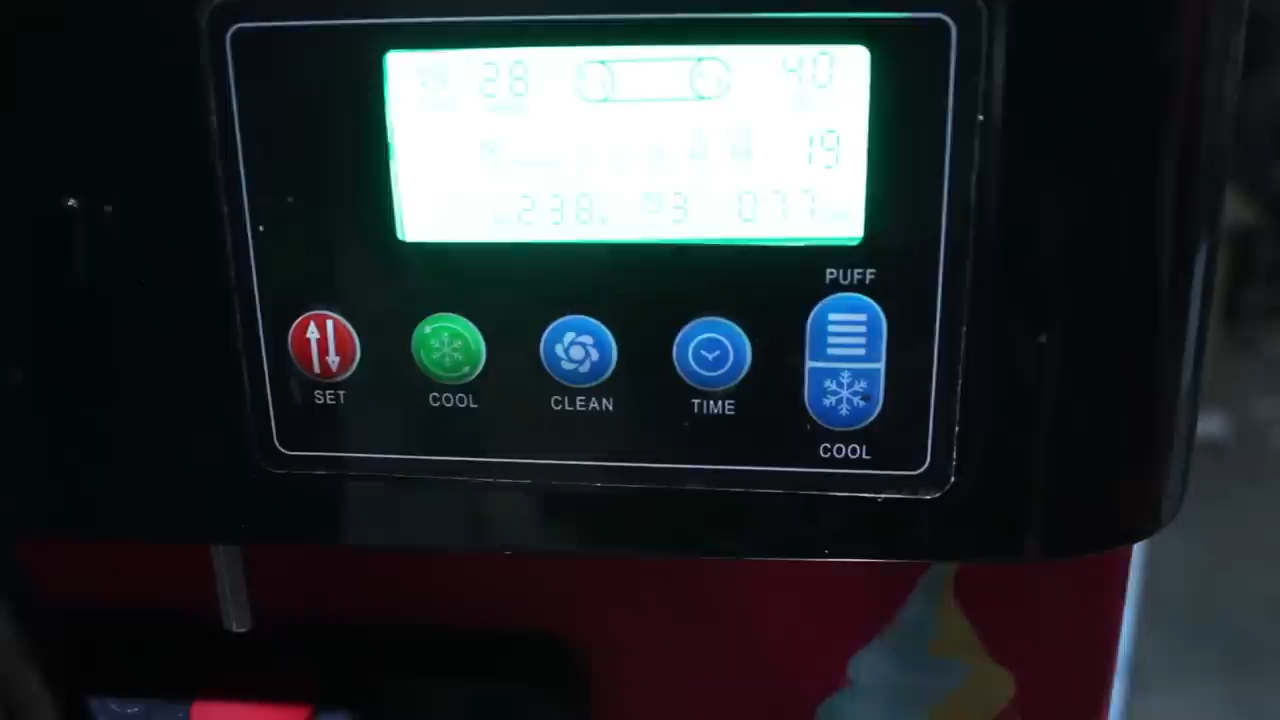 28 40
19
238. 3 077
PUFF
SET COOL CLEAN TIME
COOL